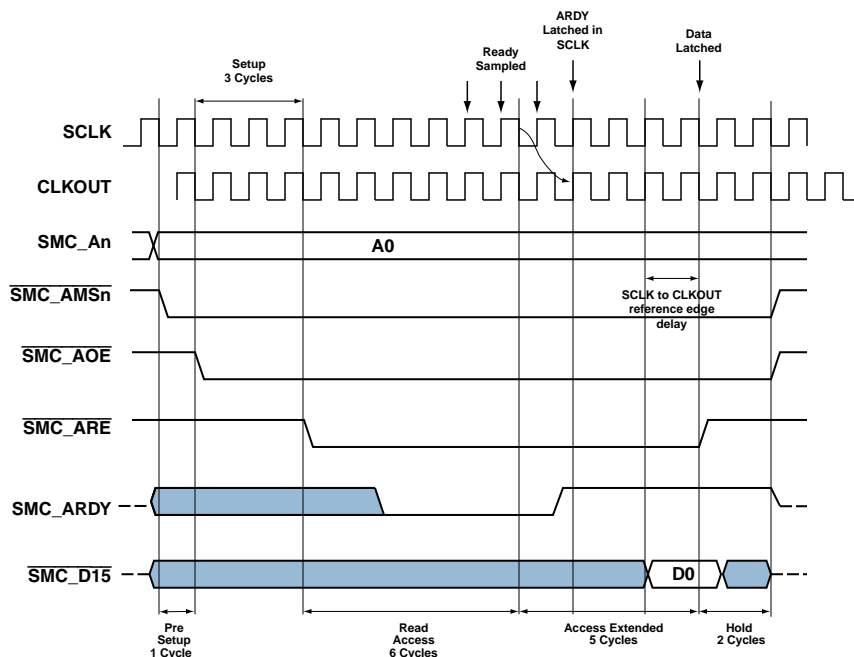 ARDY
Latched in
SCLK
Data
Latched
Ready
Sampled
Setup
3 Cycles
SCLK
CLKOUT
SMC_An
A0
SMC_AMSn
SCLK to CLKOUT
reference edge
delay
SMC_AOE
SMC_ARE
SMC_ARDY
SMC_D15
D0
Pre
Setup
1 Cycle
Read
Access
6 Cycles
Access Extended
5 Cycles
Hold
2 Cycles